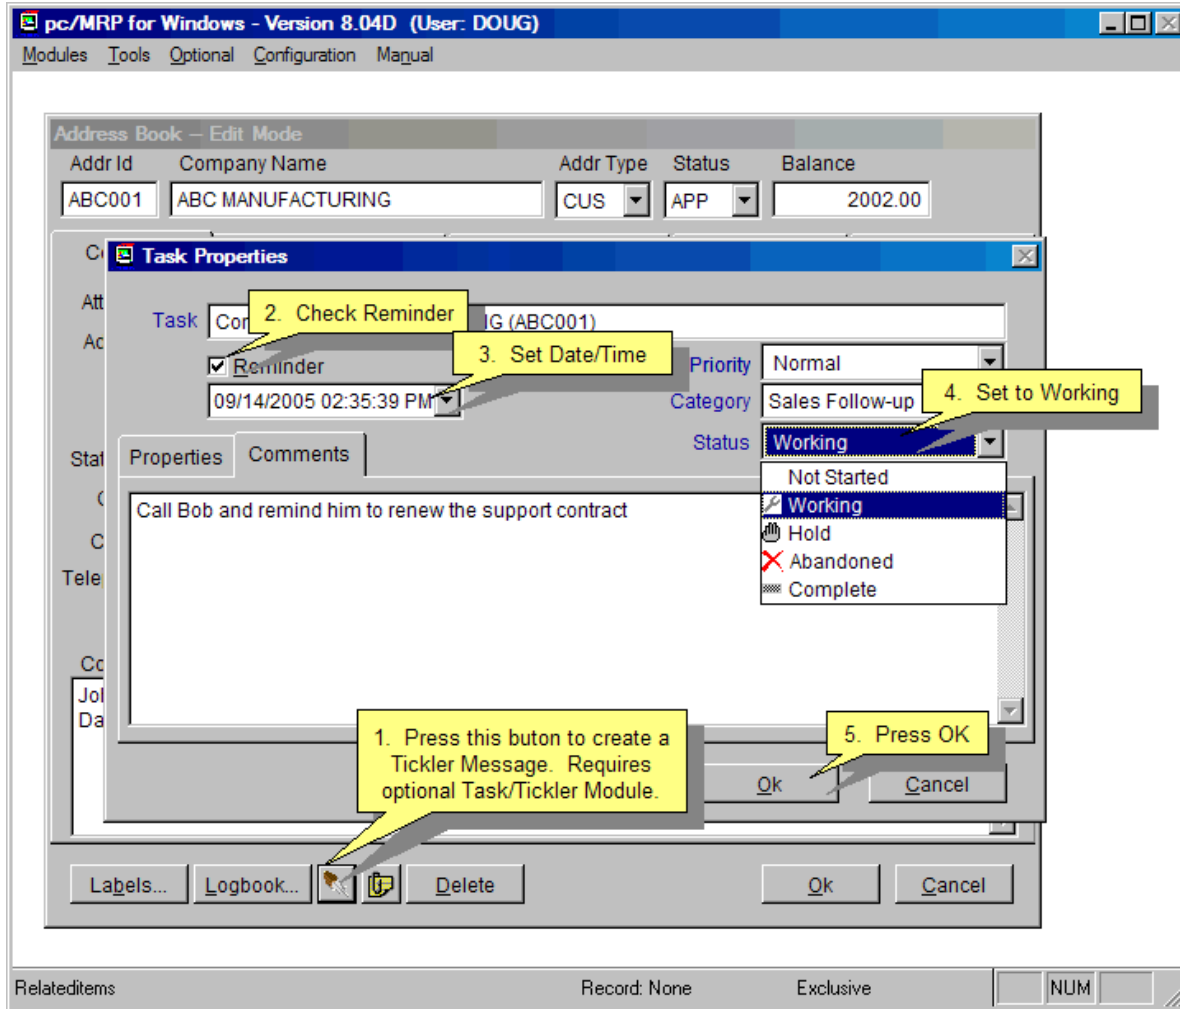 pc/MRP for Windows - Version 8.04D (User: DOUG)
Modules Tools Optional Configuration Manual
Address Book – Edit Mode
Addr Id Company Name Addr Type Status Balance
ABC001 ABC MANUFACTURING CUS APP 2002.00
Task Properties
2. Check Reminder
Task IG (ABC001)
3. Set Date/Time
Reminder Priority Normal
4. Set to Working
09/14/2005 02:35:39 PM Category Sales Follow-up
Properties Comments Status Working
Not Started
Call Bob and remind him to renew the support contract
Working
Hold
Abandoned
Complete
1. Press this buton to create a
Tickler Message. Requires
optional Task/Tickler Module.
5. Press OK
Ok Cancel
Labels... Logbook... Delete Ok Cancel
Relateditems Record: None Exclusive NUM